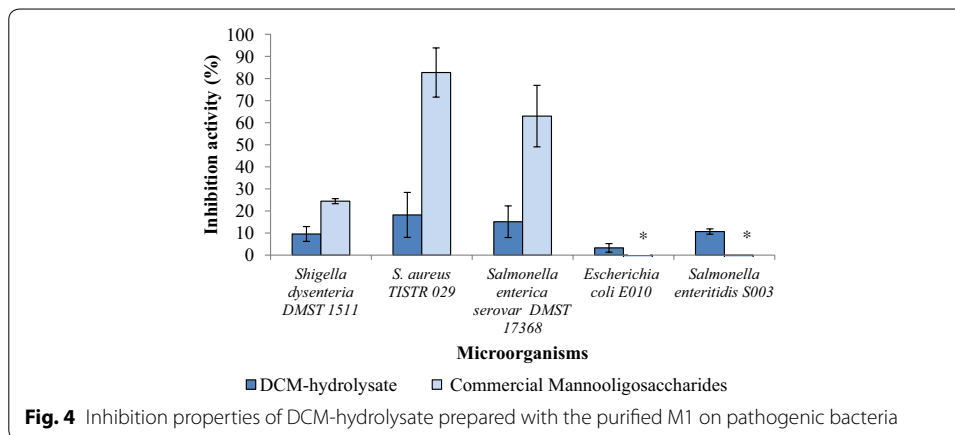 100
90
80
70
60
50
40
30
20
10
0
Inhibition activity (%)
* *
Shigella S. aureus Salmonella Escherichia Salmonella
dysenteria TISTR 029 enterica coli E010 enteritidis S003
DMST 1511 serovar DMST
17368
Microorganisms
DCM-hydrolysate Commercial Mannooligosaccharides
Fig. 4 Inhibition properties of DCM-hydrolysate prepared with the purified M1 on pathogenic bacteria